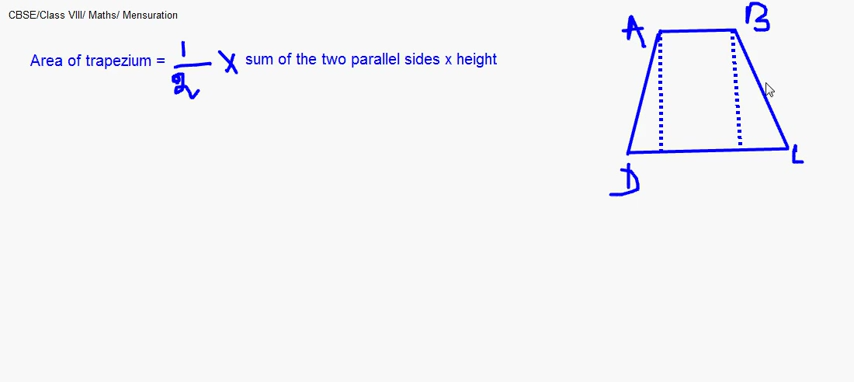 CBSE/Class VIII/ Maths/ Mensuration
Area of trapezium = 1/2 X sum of the two parallel sides x height
A B
D C